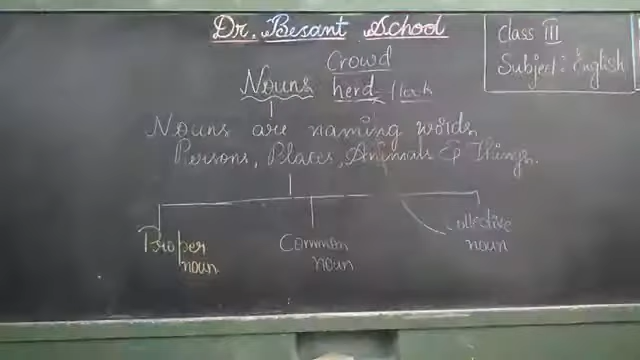 Dr. Besant School
Class III
Subject: English
Crowd
Nouns herd flock
Nouns are naming words
Persons, Places, Animals & Things.
Proper noun
Common noun
Collective noun